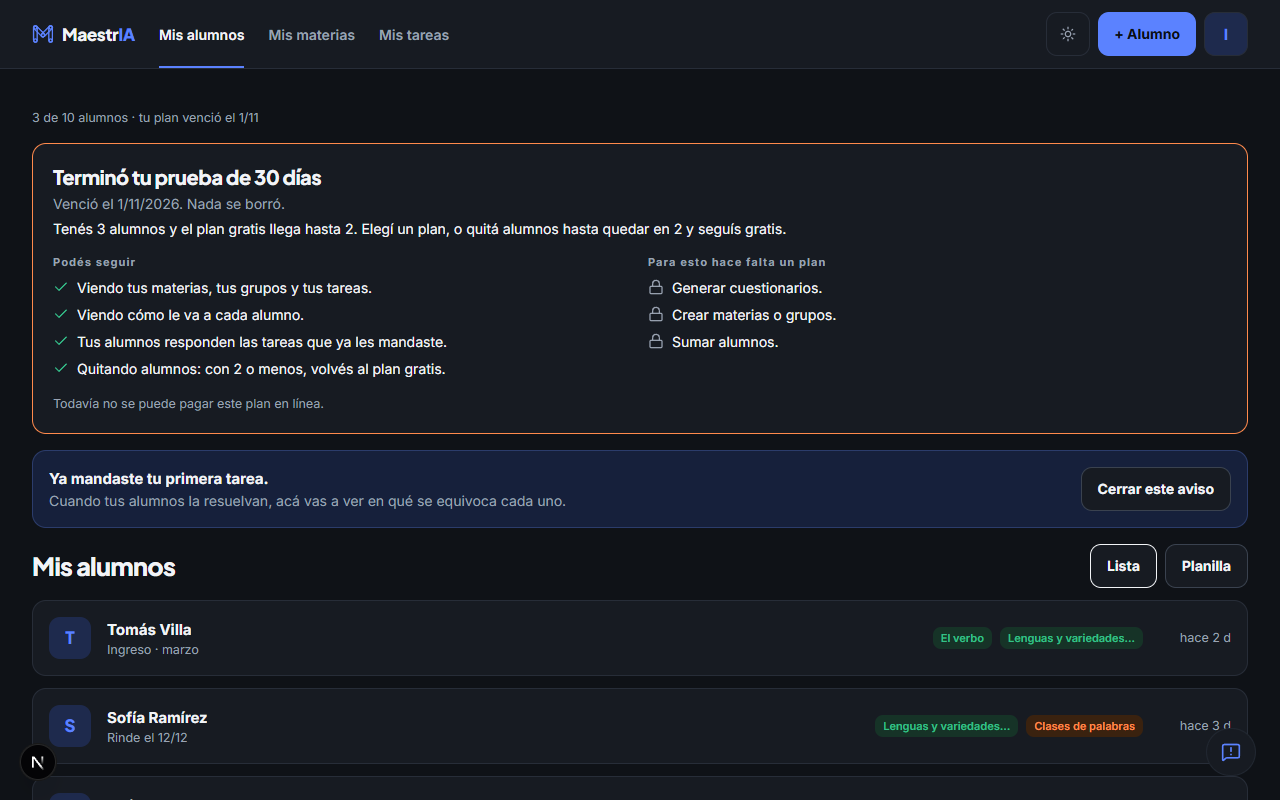 MaestrIA
Mis alumnos
Mis materias
Mis tareas
+ Alumno
I
3 de 10 alumnos · tu plan venció el 1/11
Terminó tu prueba de 30 días
Venció el 1/11/2026. Nada se borró.
Tenés 3 alumnos y el plan gratis llega hasta 2. Elegí un plan, o quitá alumnos hasta quedar en 2 y seguís gratis.
Podés seguir
Viendo tus materias, tus grupos y tus tareas.
Viendo cómo le va a cada alumno.
Tus alumnos responden las tareas que ya les mandaste.
Quitando alumnos: con 2 o menos, volvés al plan gratis.
Para esto hace falta un plan
Generar cuestionarios.
Crear materias o grupos.
Sumar alumnos.
Todavía no se puede pagar este plan en línea.
Ya mandaste tu primera tarea.
Cuando tus alumnos la resuelvan, acá vas a ver en qué se equivoca cada uno.
Cerrar este aviso
Mis alumnos
Lista
Planilla
T
Tomás Villa
Ingreso · marzo
El verbo
Lenguas y variedades...
hace 2 d
S
Sofía Ramírez
Rinde el 12/12
Lenguas y variedades...
Clases de palabras
hace 3 d
N